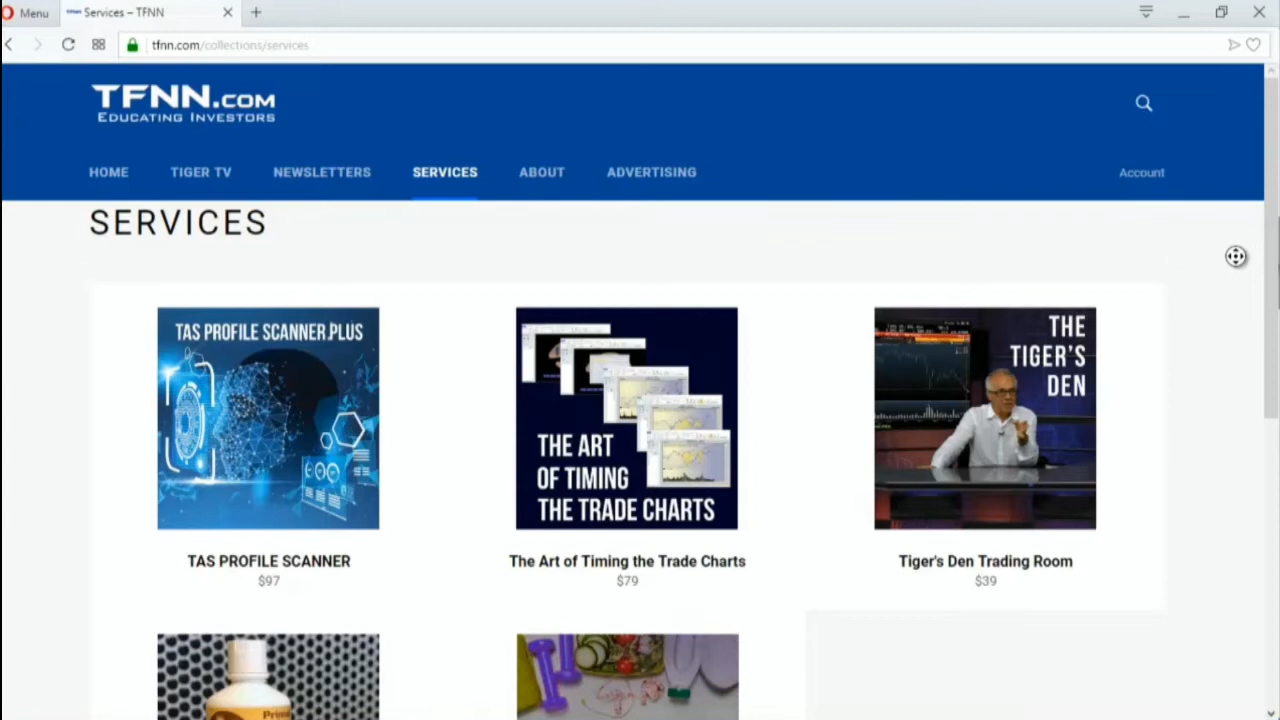 Menu
Services – TFNN
tfnn.com/collections/services
TFNN.COM
EDUCATING INVESTORS
HOME
TIGER TV
NEWSLETTERS
SERVICES
ABOUT
ADVERTISING
Account
SERVICES
TAS PROFILE SCANNER PLUS
THE ART
OF TIMING
THE TRADE CHARTS
THE
TIGER'S
DEN
TAS PROFILE SCANNER
$97
The Art of Timing the Trade Charts
$79
Tiger's Den Trading Room
$39